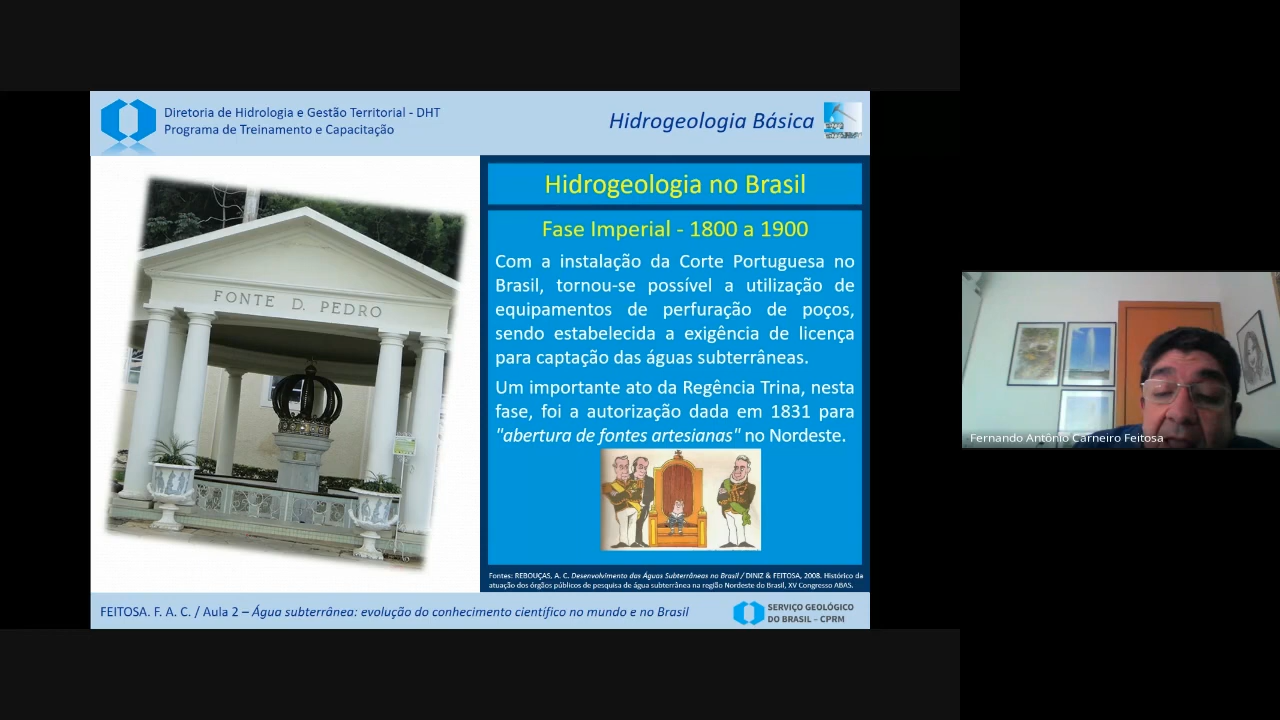 Diretoria de Hidrologia e Gestão Territorial - DHT
Programa de Treinamento e Capacitação
Hidrogeologia Básica
FONTE D. PEDRO
Hidrogeologia no Brasil
Fase Imperial - 1800 a 1900
Com a instalação da Corte Portuguesa no
Brasil, tornou-se possível a utilização de
equipamentos de perfuração de poços,
sendo estabelecida a exigência de licença
para captação das águas subterrâneas.
Um importante ato da Regência Trina, nesta
fase, foi a autorização dada em 1831 para
"abertura de fontes artesianas" no Nordeste.
Fontes: REBOUÇAS, A. C. Desenvolvimento das Águas Subterrâneas no Brasil / DINIZ & FEITOSA, 2008. Histórico da
atuação dos órgãos públicos de pesquisa de água subterrânea na região Nordeste do Brasil, XV Congresso ABAS.
FEITOSA. F. A. C. / Aula 2 – Água subterrânea: evolução do conhecimento científico no mundo e no Brasil
SERVIÇO GEOLÓGICO
DO BRASIL – CPRM
Fernando Antônio Carneiro Feitosa